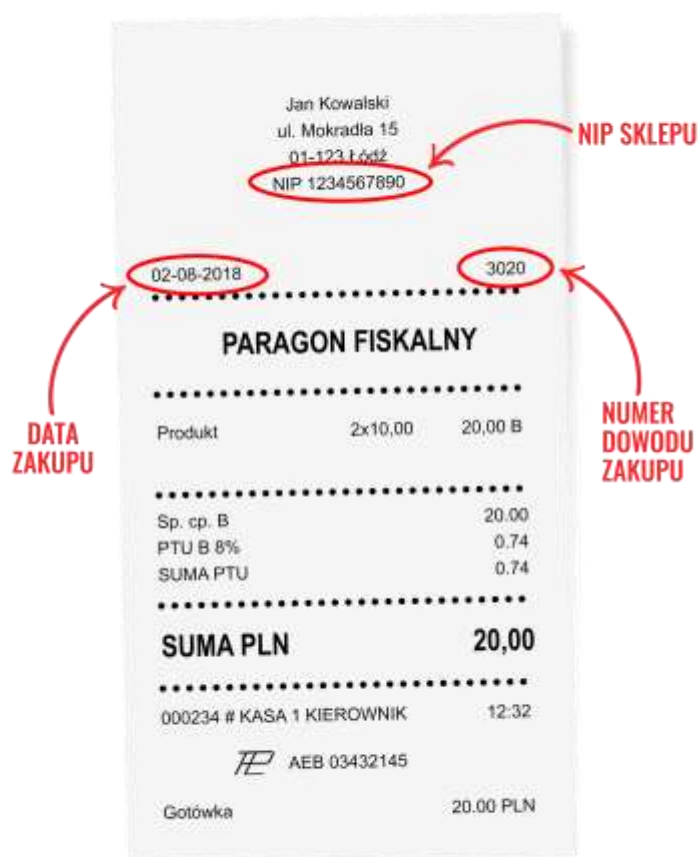 Jan Kowalski
ul. Mokradła 15
01-123 Łódź
NIP 1234567890
NIP SKLEPU
02-08-2018 3020
PARAGON FISKALNY
DATA
ZAKUPU
NUMER
DOWODU
ZAKUPU
Produkt 2x10,00 20,00 B
Sp. cp. B 20.00
PTU B 8% 0.74
SUMA PTU 0.74
SUMA PLN 20,00
000234 # KASA 1 KIEROWNIK 12:32
AEB 03432145
Gotówka 20.00 PLN